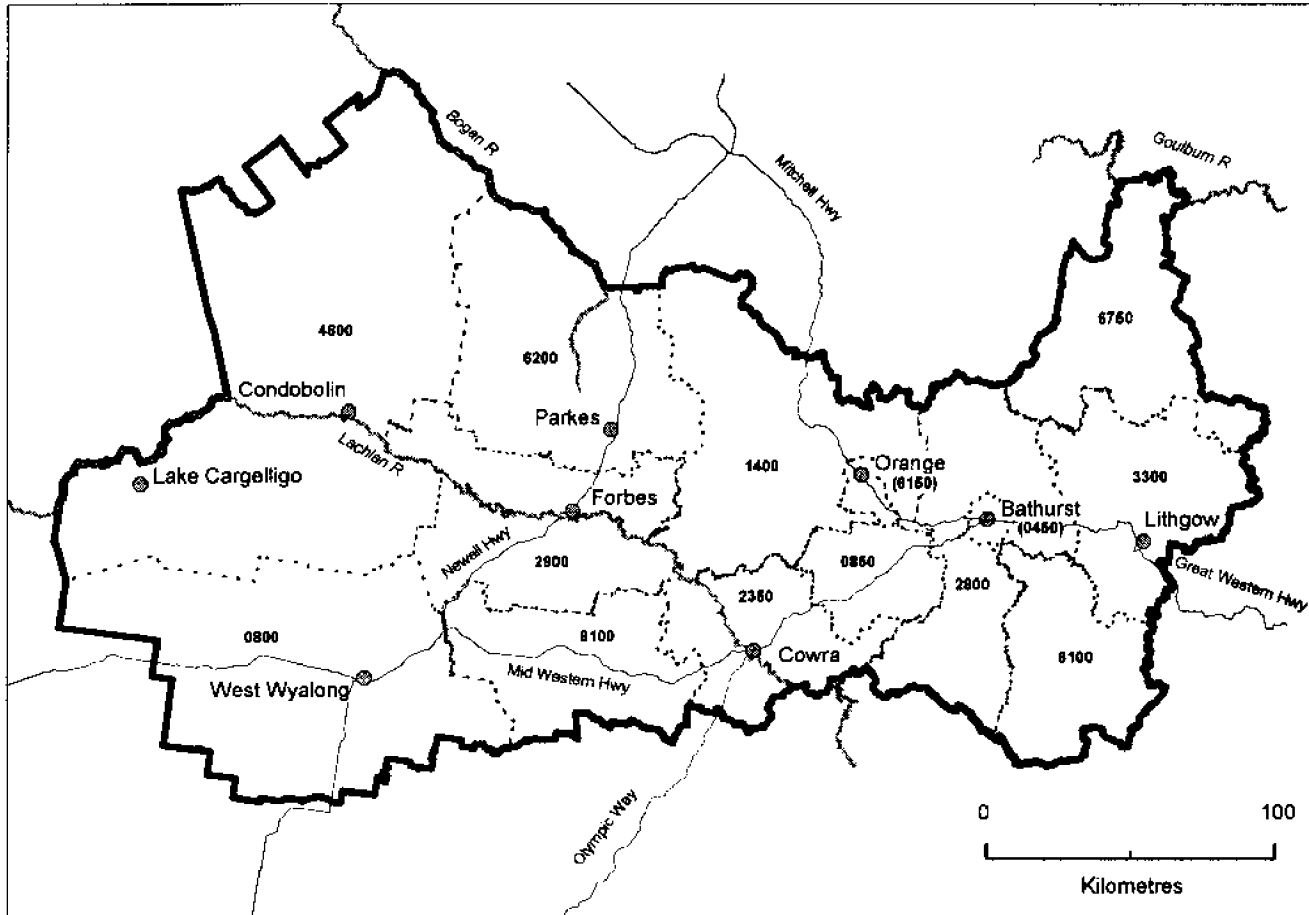 Bogan R
Goulburn R
Mitchell Hwy
6750
4600
6200
Condobolin
Parkes
Lachlan R
1400
Orange
(6150)
3300
Lake Cargelligo
Forbes
Bathurst
(0450)
Lithgow
Newell Hwy
2900
0850
2800
Great Western Hwy
2350
0800
8100
Cowra
6100
West Wyalong
Mid Western Hwy
Olympic Way
0 100
Kilometres